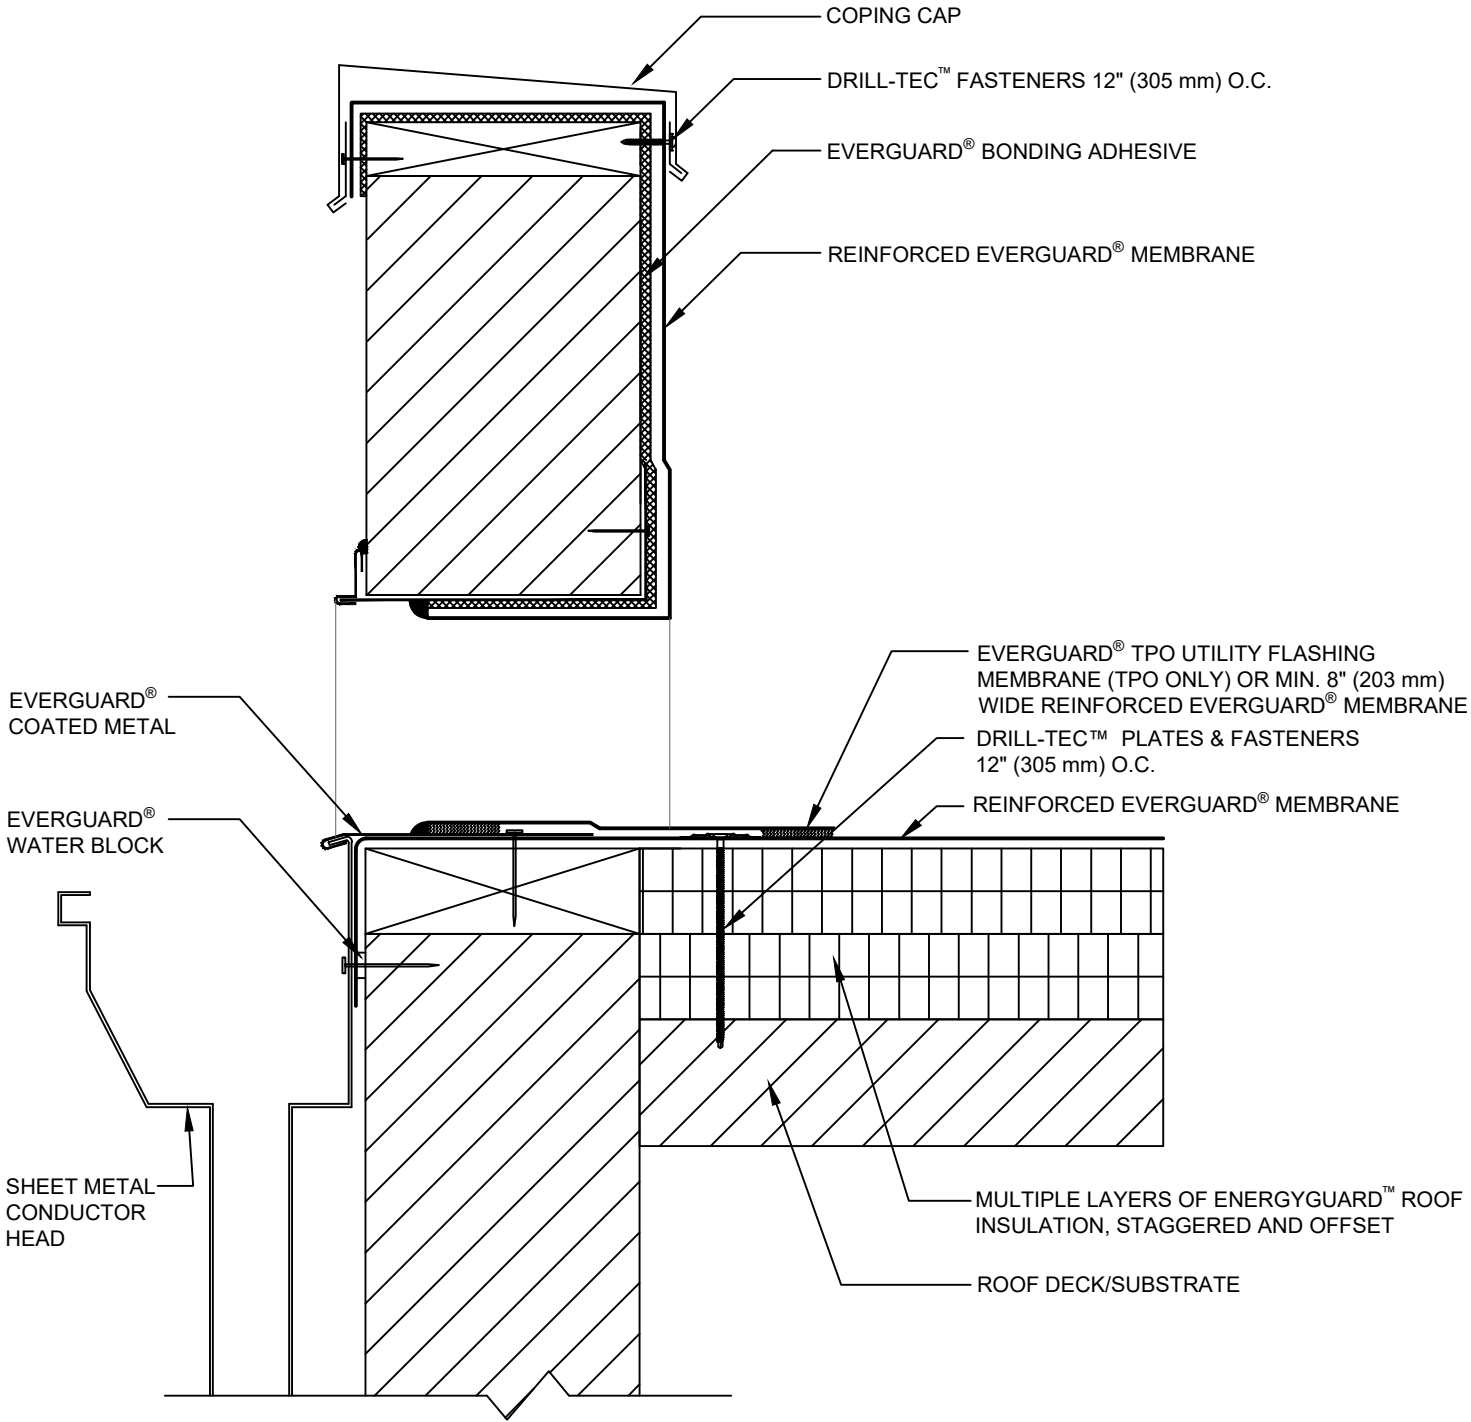 COPING CAP
DRILL-TEC™ FASTENERS 12" (305 mm) O.C.
EVERGUARD® BONDING ADHESIVE
REINFORCED EVERGUARD® MEMBRANE
EVERGUARD® TPO UTILITY FLASHING
MEMBRANE (TPO ONLY) OR MIN. 8" (203 mm)
WIDE REINFORCED EVERGUARD® MEMBRANE
EVERGUARD®
COATED METAL
DRILL-TEC™ PLATES & FASTENERS
12" (305 mm) O.C.
REINFORCED EVERGUARD® MEMBRANE
EVERGUARD®
WATER BLOCK
SHEET METAL
CONDUCTOR
HEAD
MULTIPLE LAYERS OF ENERGYGUARD™ ROOF
INSULATION, STAGGERED AND OFFSET
ROOF DECK/SUBSTRATE